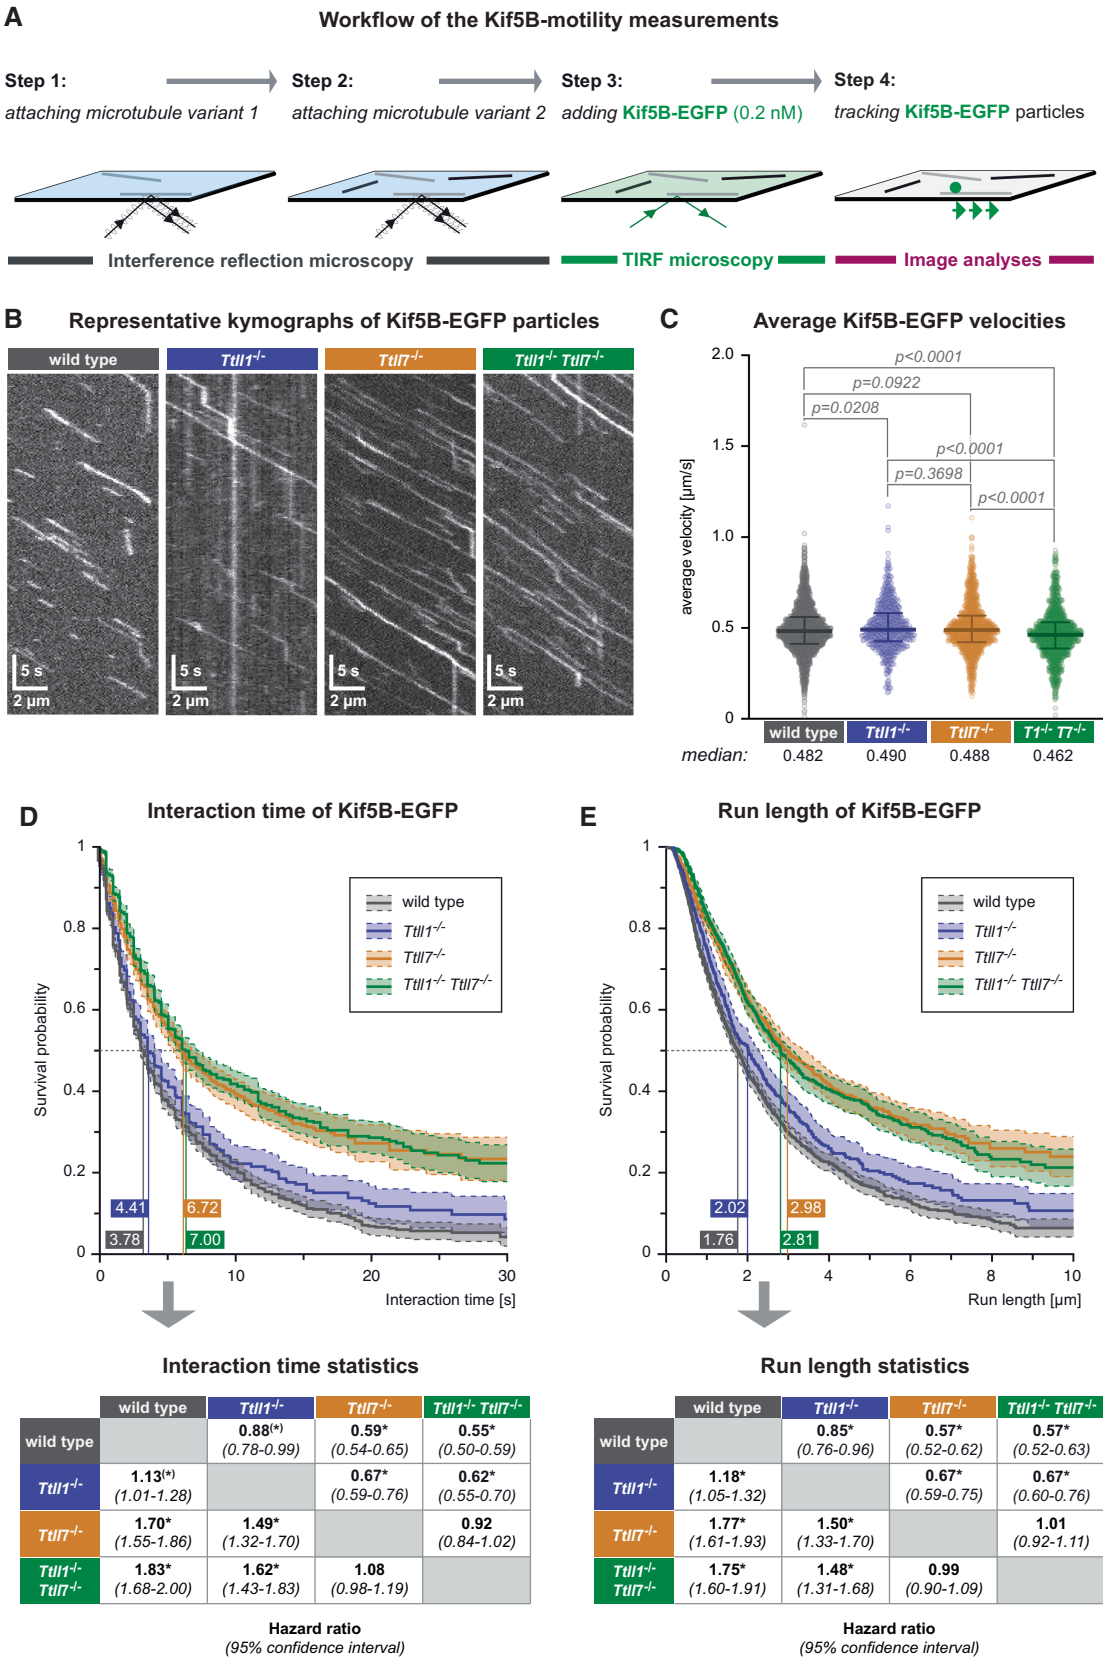 A Workflow of the Kif5B-motility measurements
Step 1: Step 2: Step 3: Step 4:
attaching microtubule variant 1 attaching microtubule variant 2 adding Kif5B-EGFP (0.2 nM) tracking Kif5B-EGFP particles
Interference reflection microscopy TIRF microscopy Image analyses
B Representative kymographs of Kif5B-EGFP particles
wild type Ttll1-/- Ttll7-/- Ttll1-/- Ttll7-/-
5 s 5 s 5 s 5 s
2 µm 2 µm 2 µm 2 µm
C Average Kif5B-EGFP velocities
average velocity [µm/s]
2.0
1.5
1.0
0.5
0
p<0.0001
p=0.0922
p=0.0208
p<0.0001
p=0.3698
p<0.0001
wild type Ttll1-/- Ttll7-/- T1-/- T7-/-
median: 0.482 0.490 0.488 0.462
D Interaction time of Kif5B-EGFP
Survival probability
1
0.8
0.6
0.4
0.2
0
wild type
Ttll1-/-
Ttll7-/-
Ttll1-/- Ttll7-/-
4.41 6.72
3.78 7.00
0 10 20 30
Interaction time [s]
E Run length of Kif5B-EGFP
Survival probability
1
0.8
0.6
0.4
0.2
0
wild type
Ttll1-/-
Ttll7-/-
Ttll1-/- Ttll7-/-
2.02 2.98
1.76 2.81
0 2 4 6 8 10
Run length [µm]
Interaction time statistics
wild type Ttll1-/- Ttll7-/- Ttll1-/- Ttll7-/-
wild type 0.88(*) 0.59* 0.55*
(0.78-0.99) (0.54-0.65) (0.50-0.59)
Ttll1-/- 1.13(*) 0.67* 0.62*
(1.01-1.28) (0.59-0.76) (0.55-0.70)
Ttll7-/- 1.70* 1.49* 0.92
(1.55-1.86) (1.32-1.70) (0.84-1.02)
Ttll1-/- 1.83* 1.62* 1.08
Ttll7-/- (1.68-2.00) (1.43-1.83) (0.98-1.19)
Hazard ratio
(95% confidence interval)
Run length statistics
wild type Ttll1-/- Ttll7-/- Ttll1-/- Ttll7-/-
wild type 0.85* 0.57* 0.57*
(0.76-0.96) (0.52-0.62) (0.52-0.63)
Ttll1-/- 1.18* 0.67* 0.67*
(1.05-1.32) (0.59-0.75) (0.60-0.76)
Ttll7-/- 1.77* 1.50* 1.01
(1.61-1.93) (1.33-1.70) (0.92-1.11)
Ttll1-/- 1.75* 1.48* 0.99
Ttll7-/- (1.60-1.91) (1.31-1.68) (0.90-1.09)
Hazard ratio
(95% confidence interval)